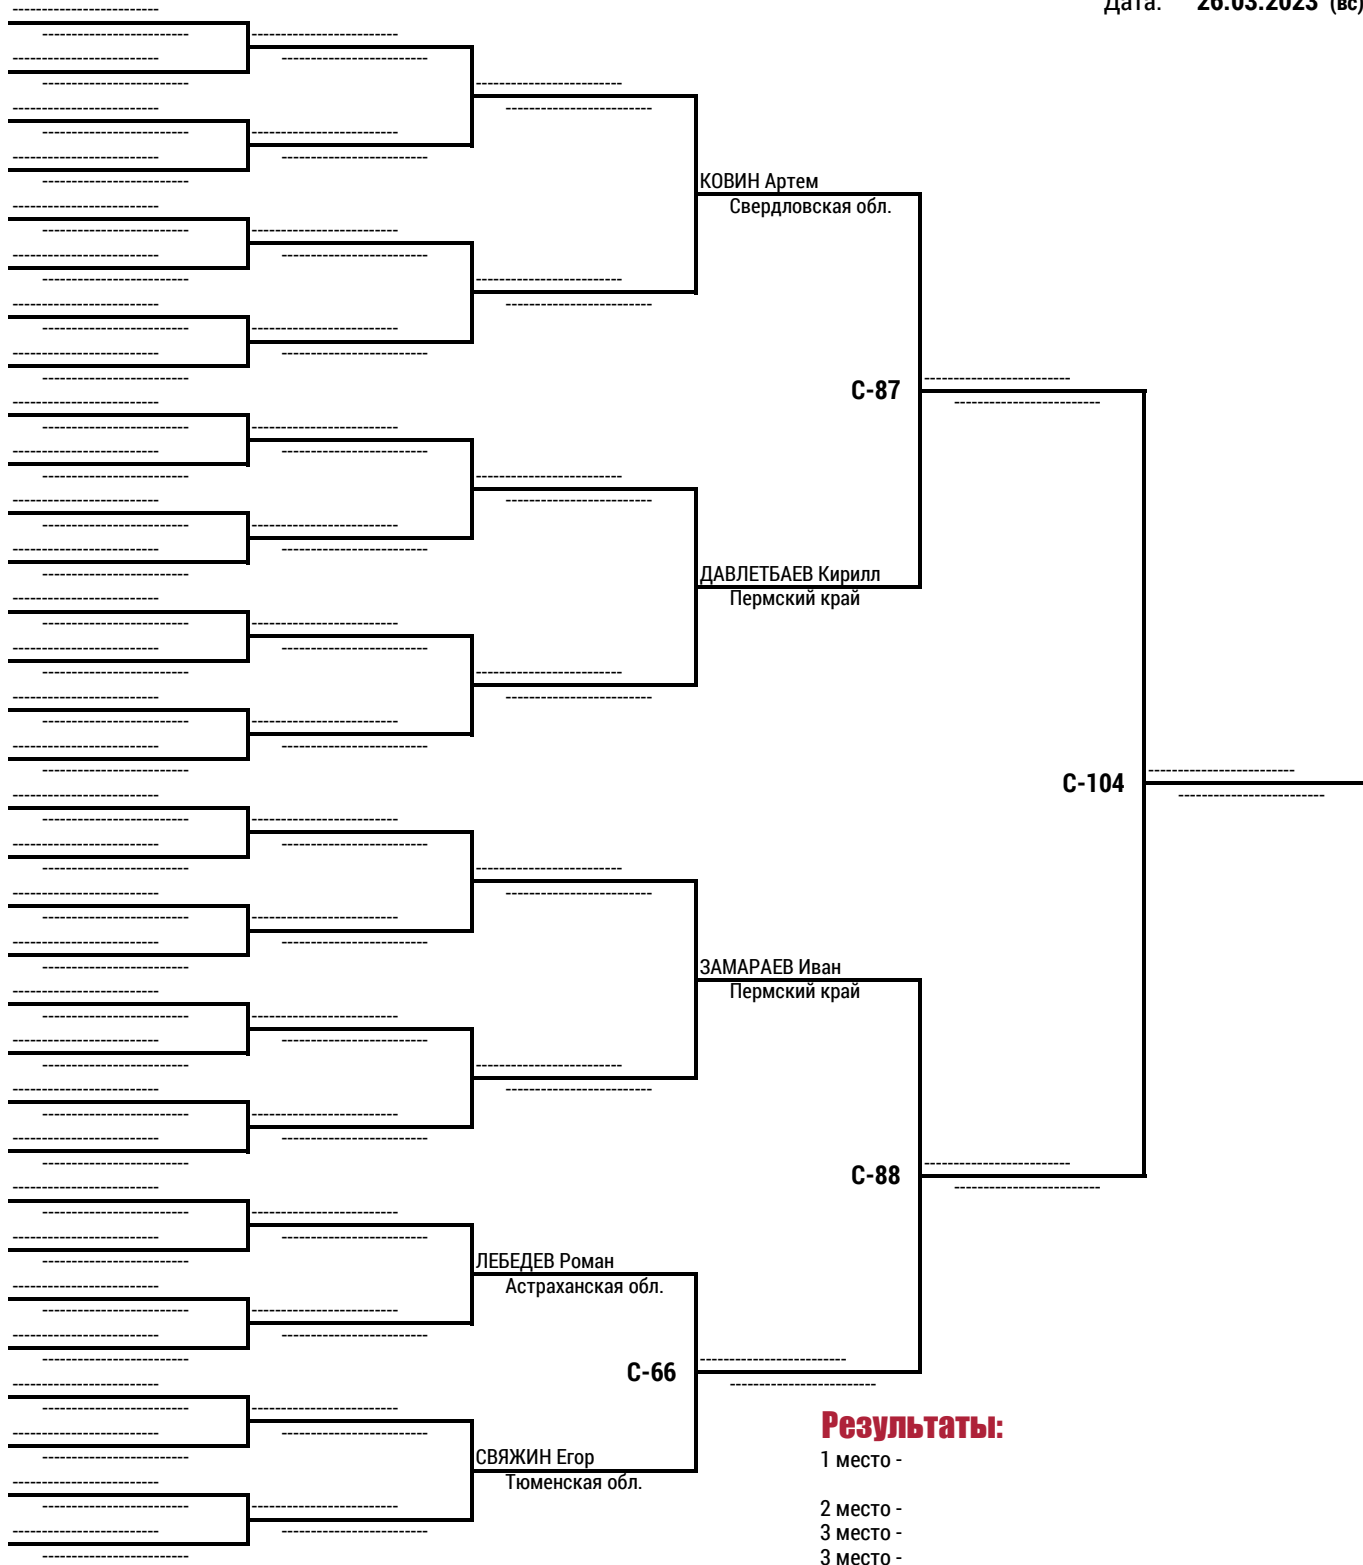 Дата: 26.03.2023 (вс)
КОВИН Артем
Свердловская обл.
С-87
ДАВЛЕТБАЕВ Кирилл
Пермский край
С-104
ЗАМАРАЕВ Иван
Пермский край
С-88
ЛЕБЕДЕВ Роман
Астраханская обл.
С-66
СВЯЖИН Егор
Тюменская обл.
Результаты:
1 место -
2 место -
3 место -
3 место -